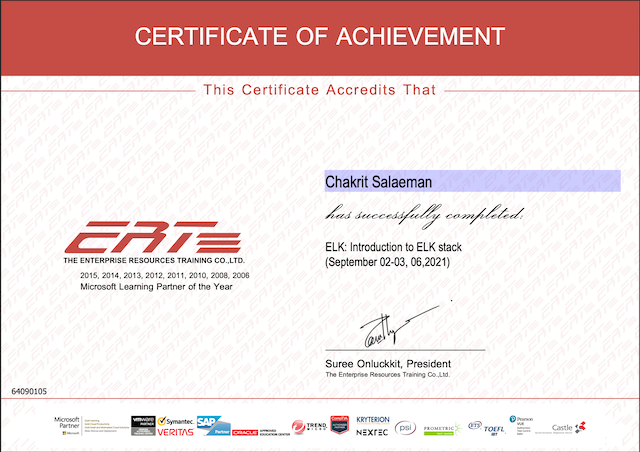 CERTIFICATE OF ACHIEVEMENT
This Certificate Accredits That
Chakrit Salaeman
has successfully completed:
ELK: Introduction to ELK stack
(September 02-03, 06,2021)
ERT
THE ENTERPRISE RESOURCES TRAINING CO.,LTD.
2015, 2014, 2013, 2012, 2011, 2010, 2008, 2006
Microsoft Learning Partner of the Year
Suree Onluckkit, President
The Enterprise Resources Training Co.,Ltd.
64090105
Microsoft
Partner
Microsoft
vmware
Symantec.
VERITAS
SAP
Partner
ORACLE
TREND
CompTIA
KRYTERION
NEXTEC
psi
PROMETRIC
ETS
TOEFL
Pearson
VUE
Castle